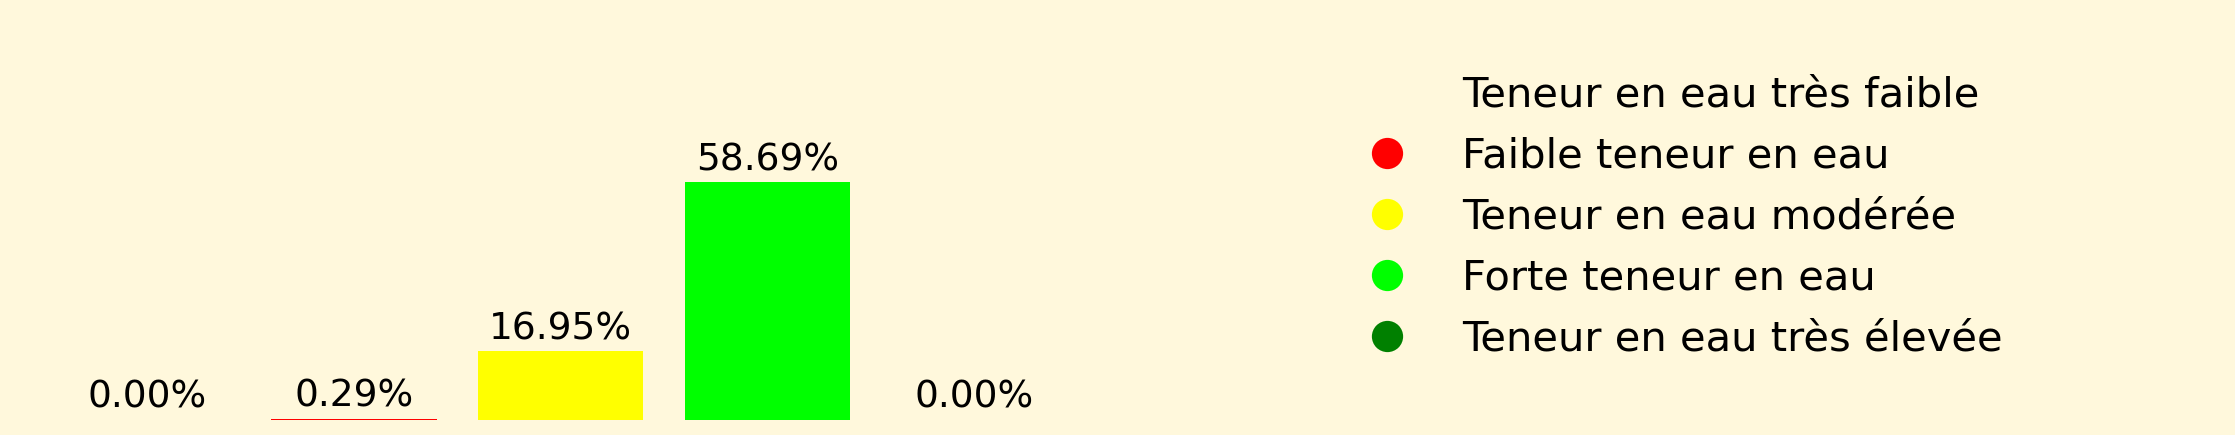 58.69%
16.95%
0.00%
0.29%
0.00%
Teneur en eau très faible
Faible teneur en eau
Teneur en eau modérée
Forte teneur en eau
Teneur en eau très élevée